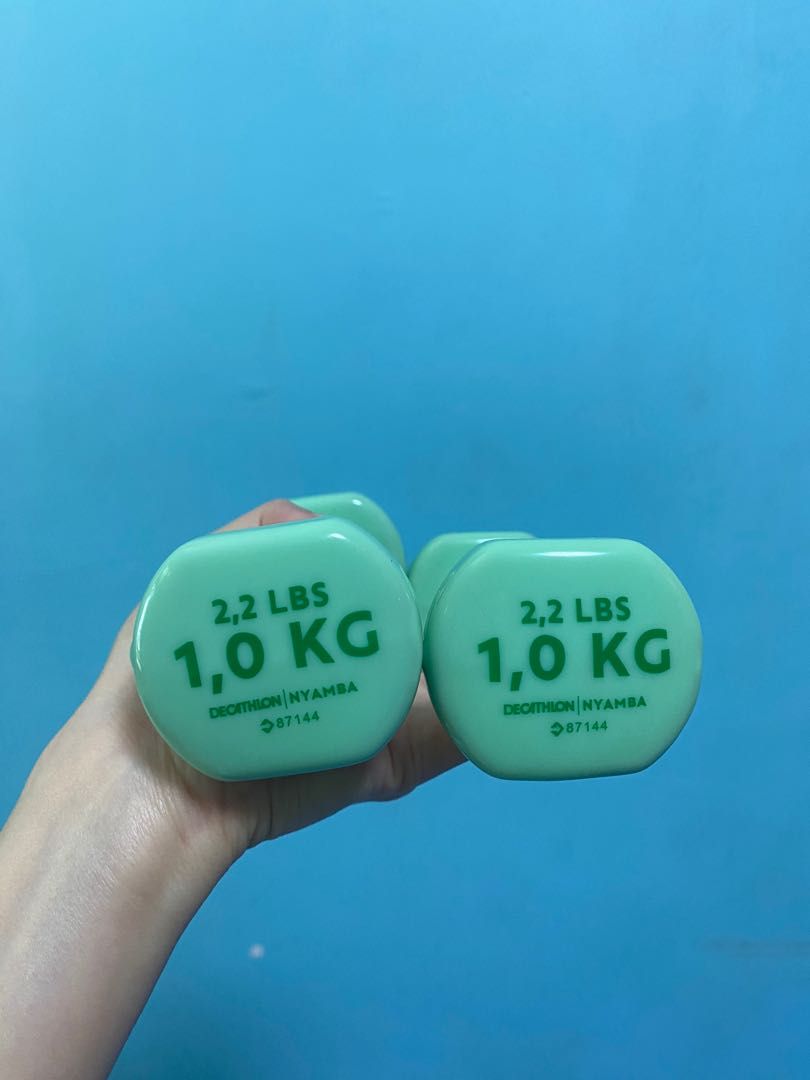 2,2 LBS
1,0 KG
DECATHLON | NYAMBA
87144
2,2 LBS
1,0 KG
DECATHLON | NYAMBA
87144